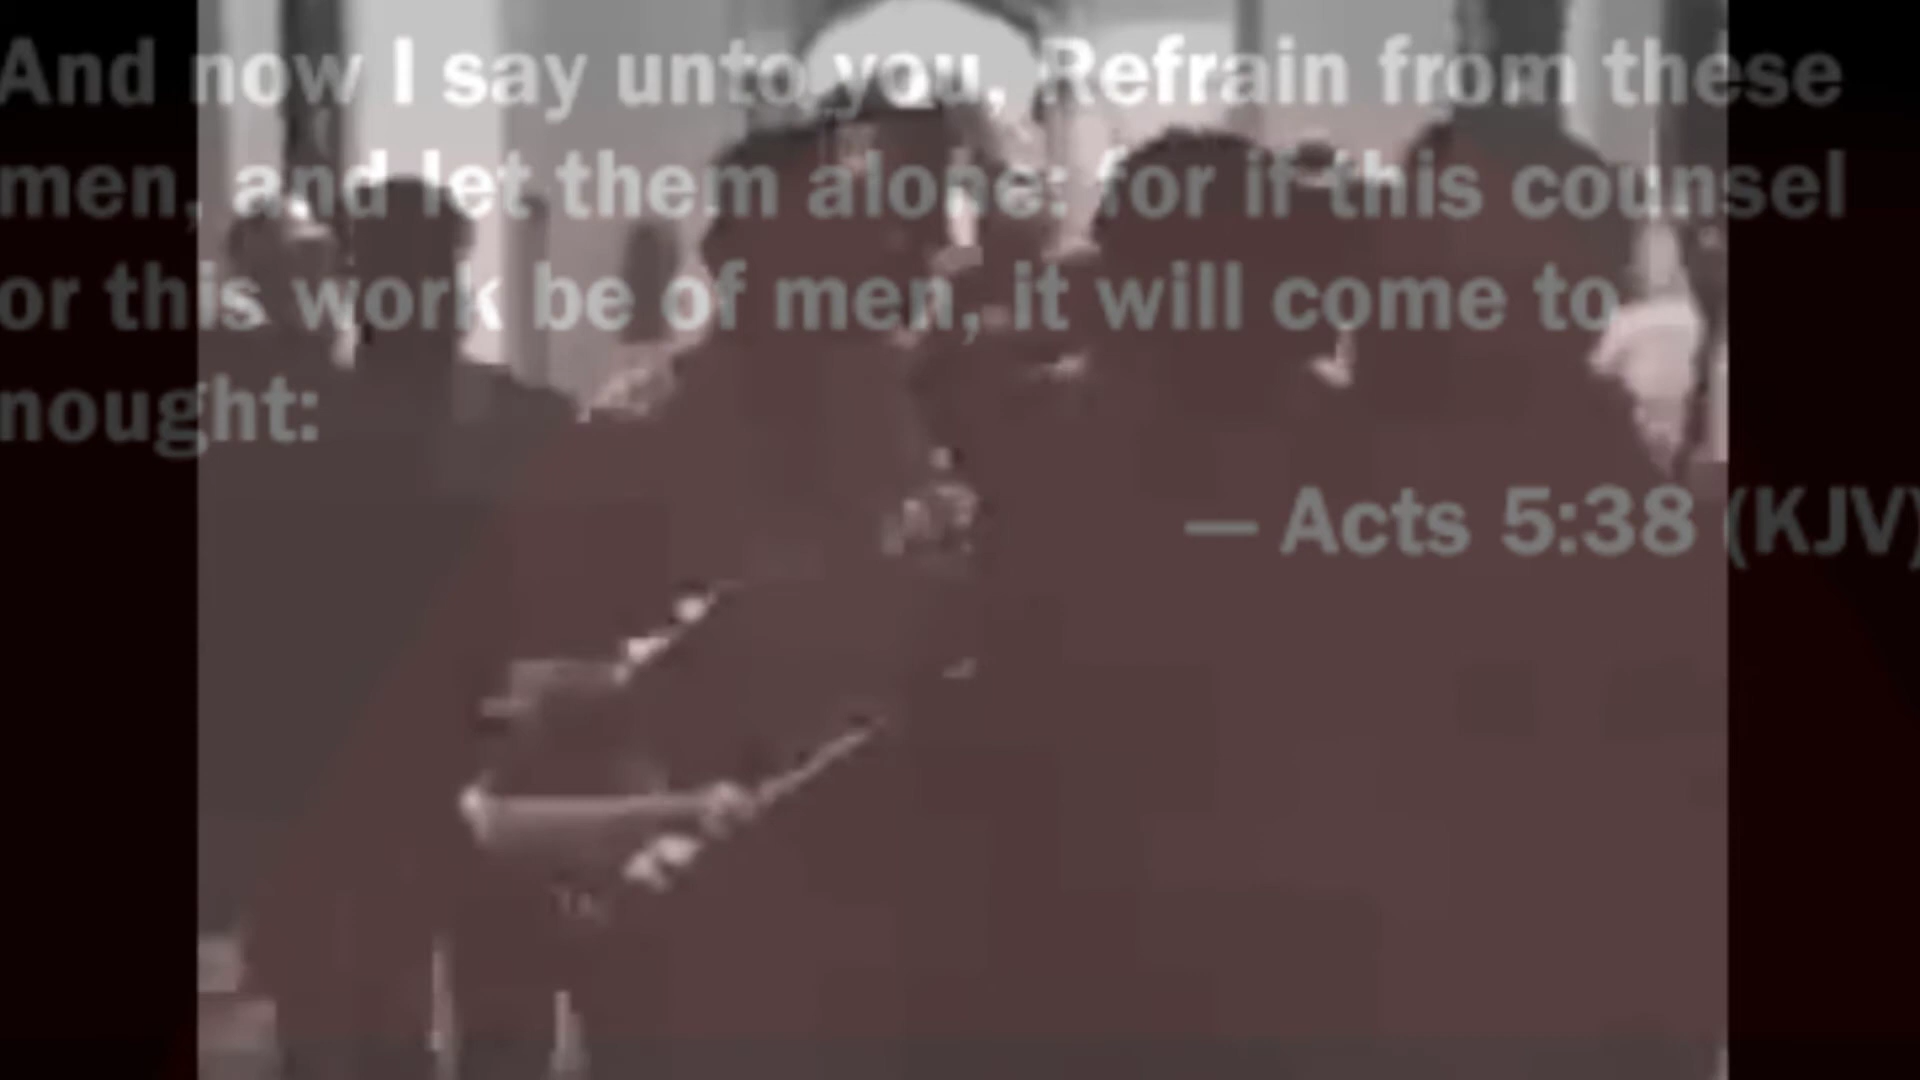 And now I say unto you, Refrain from these
men, and let them alone: for if this counsel
or this work be of men, it will come to
nought:
— Acts 5:38 (KJV)